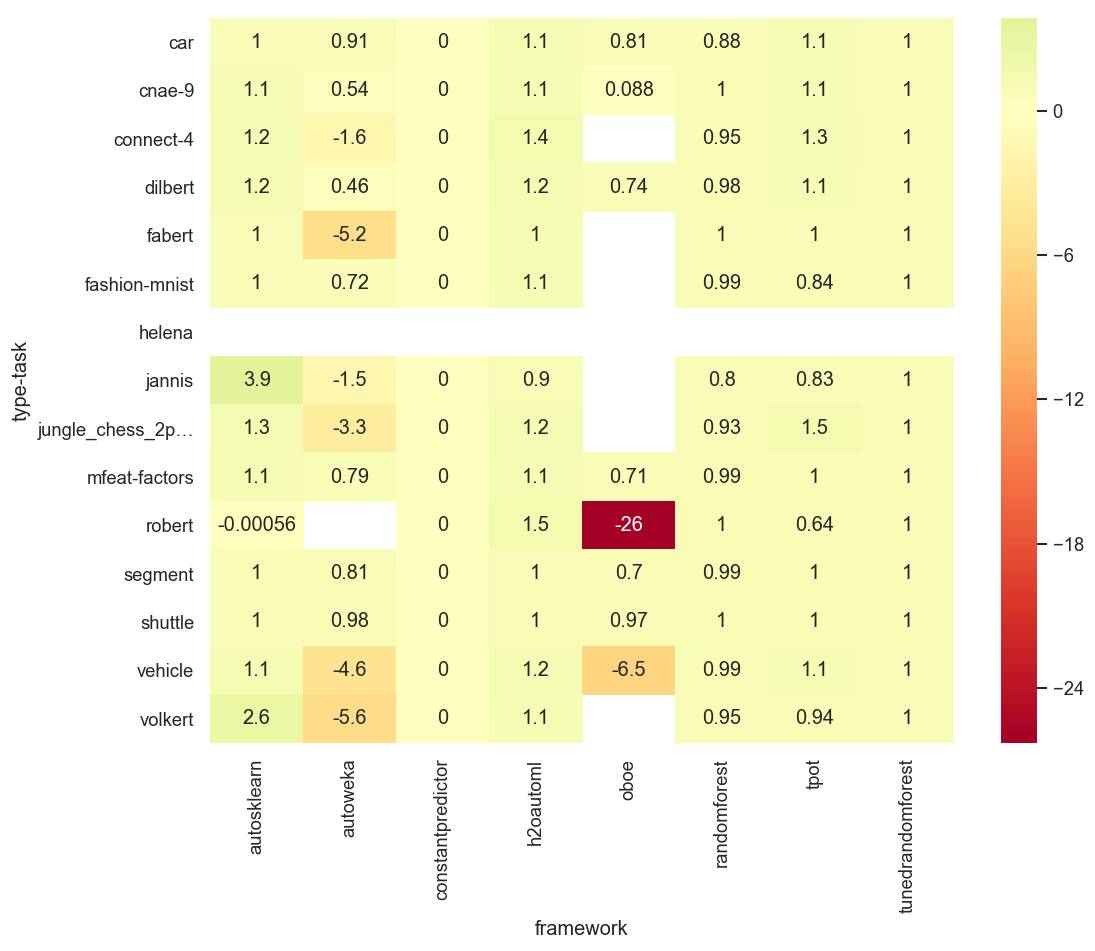 car 1 0.91 0 1.1 0.81 0.88 1.1 1
cnae-9 1.1 0.54 0 1.1 0.088 1 1.1 1
0
connect-4 1.2 -1.6 0 1.4 0.95 1.3 1
dilbert 1.2 0.46 0 1.2 0.74 0.98 1.1 1
fabert 1 -5.2 0 1 1 1 1
−6
fashion-mnist 1 0.72 0 1.1 0.99 0.84 1
helena
type-task
jannis 3.9 -1.5 0 0.9 0.8 0.83 1
−12
jungle_chess_2p… 1.3 -3.3 0 1.2 0.93 1.5 1
mfeat-factors 1.1 0.79 0 1.1 0.71 0.99 1 1
robert -0.00056 0 1.5 -26 1 0.64 1
−18
segment 1 0.81 0 1 0.7 0.99 1 1
shuttle 1 0.98 0 1 0.97 1 1 1
vehicle 1.1 -4.6 0 1.2 -6.5 0.99 1.1 1
−24
volkert 2.6 -5.6 0 1.1 0.95 0.94 1
autosklearn
autoweka
constantpredictor
h2oautoml
oboe
randomforest
tpot
tunedrandomforest
framework